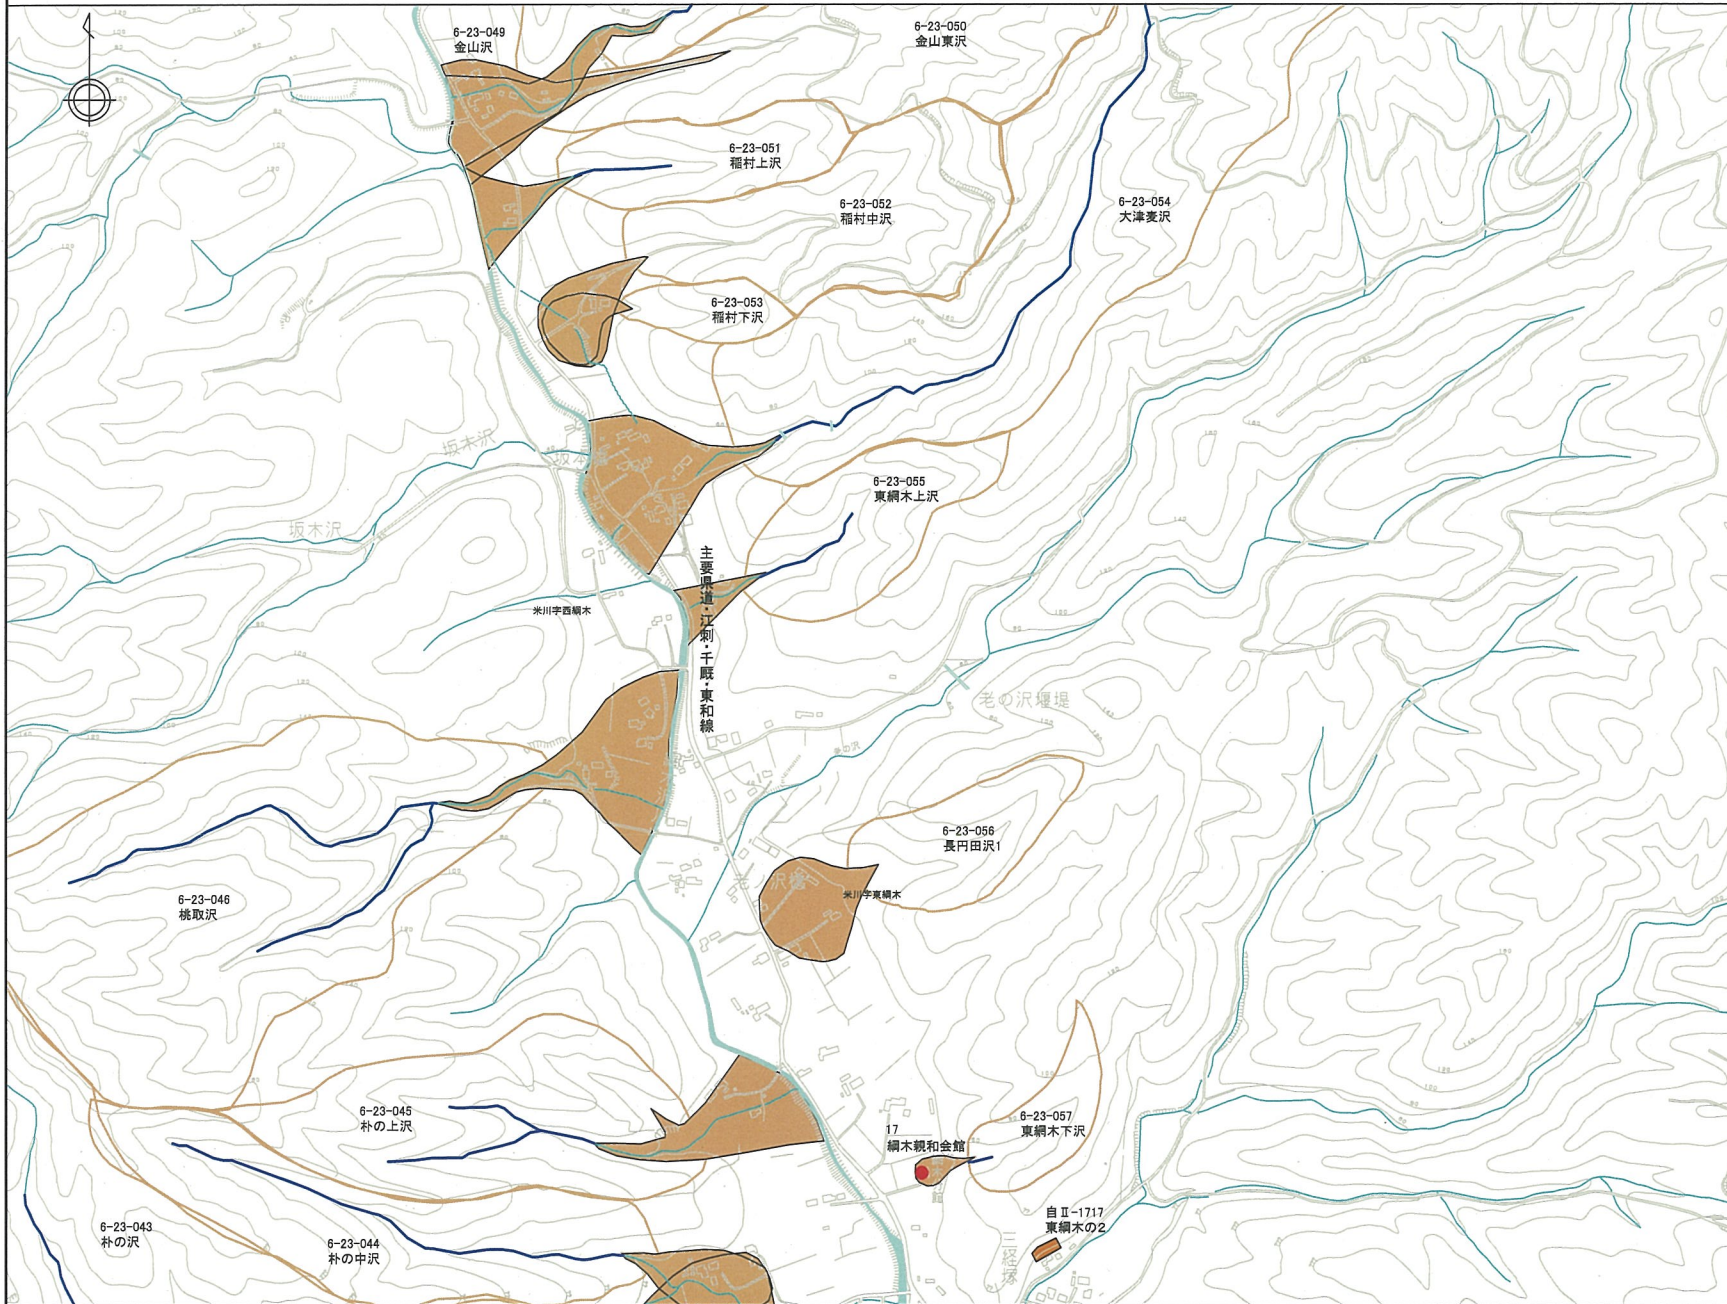 6-23-049
金山沢
6-23-050
金山東沢
6-23-051
稲村上沢
6-23-052
稲村中沢
6-23-054
大津麦沢
6-23-053
稲村下沢
坂木沢
坂木沢
6-23-055
東綱木上沢
主要県道・江刺・千厩・東和線
米川字西綱木
老の沢堰堤
老の沢
6-23-056
長円田沢1
米川字東綱木
6-23-046
桃取沢
6-23-045
朴の上沢
6-23-057
東綱木下沢
17
綱木親和会館
自Ⅱ-1717
東綱木の2
三経塚
6-23-043
朴の沢
6-23-044
朴の中沢